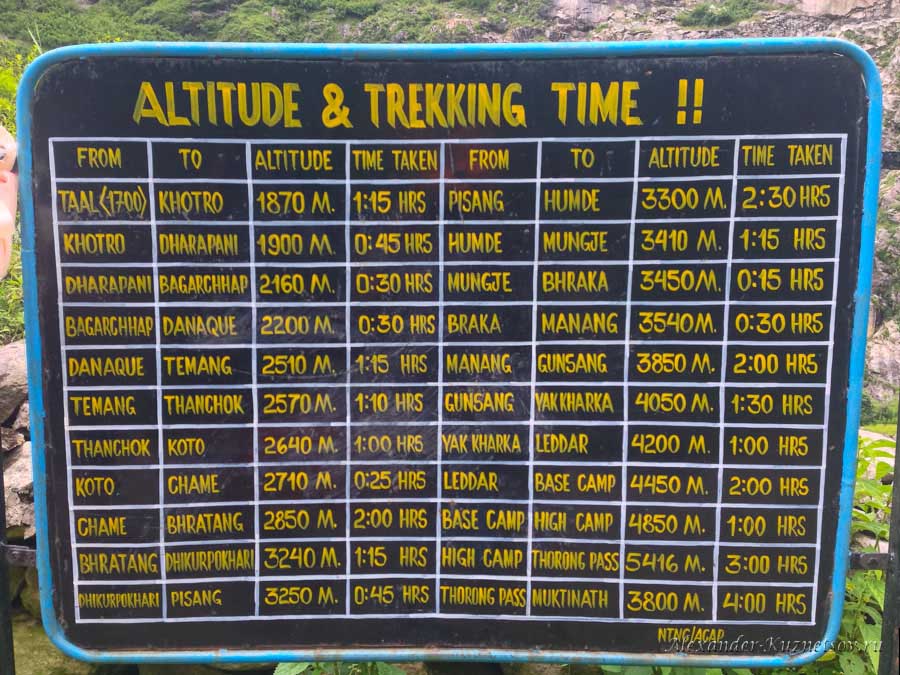 ALTITUDE & TREKKING TIME !!
FROM TO ALTITUDE TIME TAKEN FROM TO ALTITUDE TIME TAKEN
TAAL (1700) KHOTRO 1870 M. 1:15 HRS PISANG HUMDE 3300 M. 2:30 HRS
KHOTRO DHARAPANI 1900 M. 0:45 HRS HUMDE MUNGJE 3410 M. 1:15 HRS
DHARAPANI BAGARCHHAP 2160 M. 0:30 HRS MUNGJE BHRAKA 3450 M. 0:15 HRS
BAGARCHHAP DANAQUE 2200 M. 0:30 HRS BRAKA MANANG 3540 M. 0:30 HRS
DANAQUE TEMANG 2510 M. 1:15 HRS MANANG GUNSANG 3850 M. 2:00 HRS
TEMANG THANCHOK 2570 M. 1:10 HRS GUNSANG YAK KHARKA 4050 M. 1:30 HRS
THANCHOK KOTO 2640 M. 1:00 HRS YAK KHARKA LEDDAR 4200 M. 1:00 HRS
KOTO CHAME 2710 M. 0:25 HRS LEDDAR BASE CAMP 4450 M. 2:00 HRS
CHAME BHRATANG 2850 M. 2:00 HRS BASE CAMP HIGH CAMP 4850 M. 1:00 HRS
BHRATANG DHIKURPOKHARI 3240 M. 1:15 HRS HIGH CAMP THORONG PASS 5416 M. 3:00 HRS
DHIKURPOKHARI PISANG 3250 M. 0:45 HRS THORONG PASS MUKTINATH 3800 M. 4:00 HRS
NTNC/ACAP
Alexander-Kuznetsov.ru